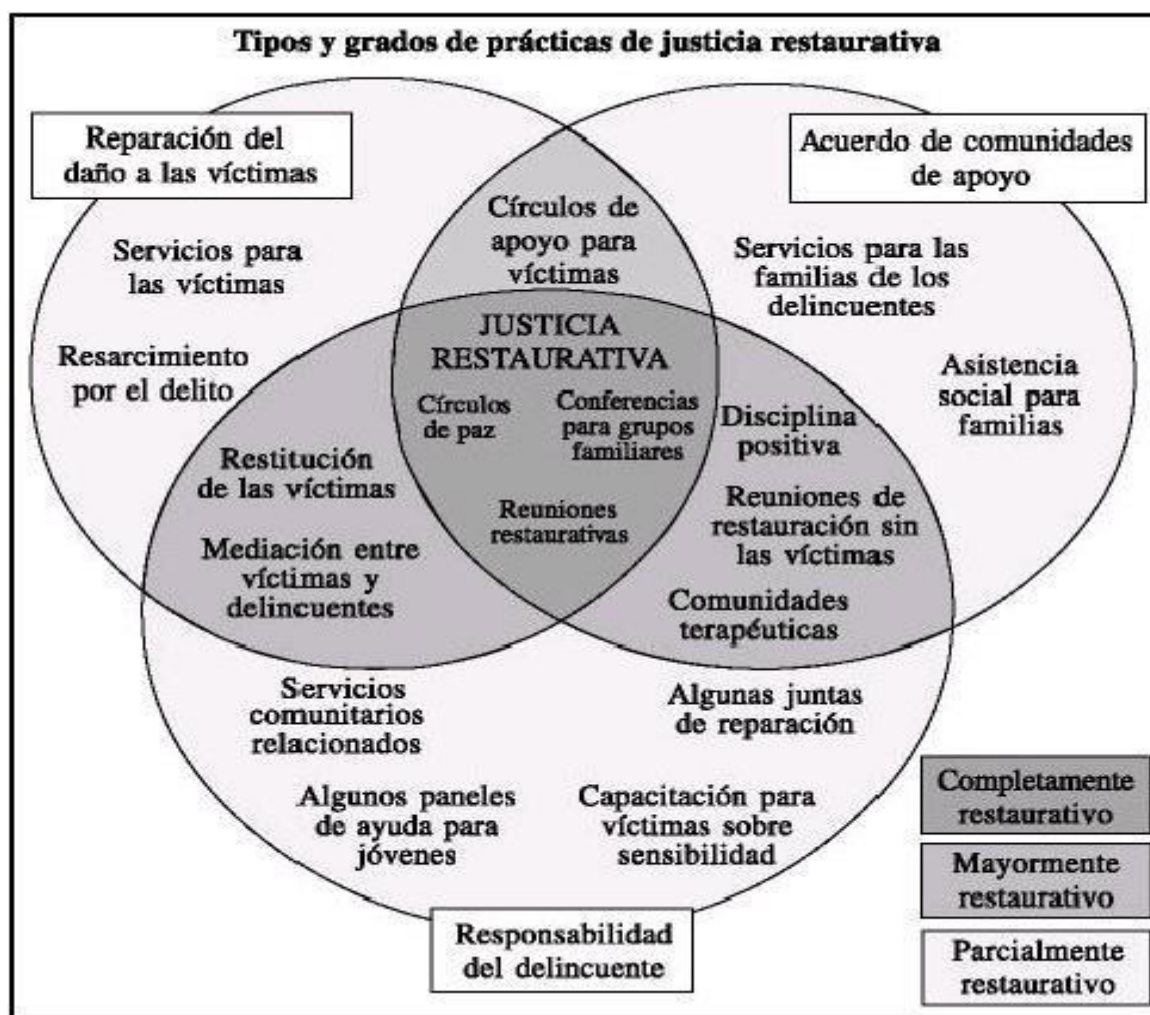 Tipos y grados de prácticas de justicia restaurativa
Reparación del
daño a las víctimas
Acuerdo de comunidades
de apoyo
Círculos de
apoyo para
víctimas
Servicios para
las víctimas
Servicios para las
familias de los
delincuentes
JUSTICIA
RESTAURATIVA
Resarcimiento
por el delito
Asistencia
social para
familias
Círculos
de paz
Conferencias
para grupos
familiares
Disciplina
positiva
Restitución
de las víctimas
Reuniones
restaurativas
Reuniones de
restauración sin
las víctimas
Mediación entre
víctimas y
delincuentes
Comunidades
terapéuticas
Servicios
comunitarios
relacionados
Algunas juntas
de reparación
Algunos paneles
de ayuda para
jóvenes
Capacitación para
víctimas sobre
sensibilidad
Responsabilidad
del delincuente
Completamente
restaurativo
Mayormente
restaurativo
Parcialmente
restaurativo